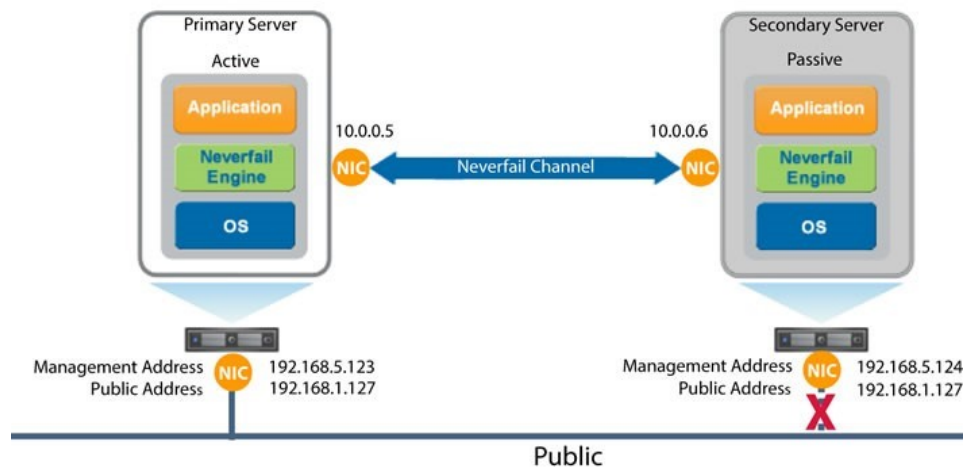 Primary Server
Active
Application
Neverfail
Engine
OS
10.0.0.5
NIC
Neverfail Channel
10.0.0.6
NIC
Secondary Server
Passive
Application
Neverfail
Engine
OS
Management Address
Public Address
NIC
192.168.5.123
192.168.1.127
Management Address
Public Address
NIC
192.168.5.124
192.168.1.127
X
Public